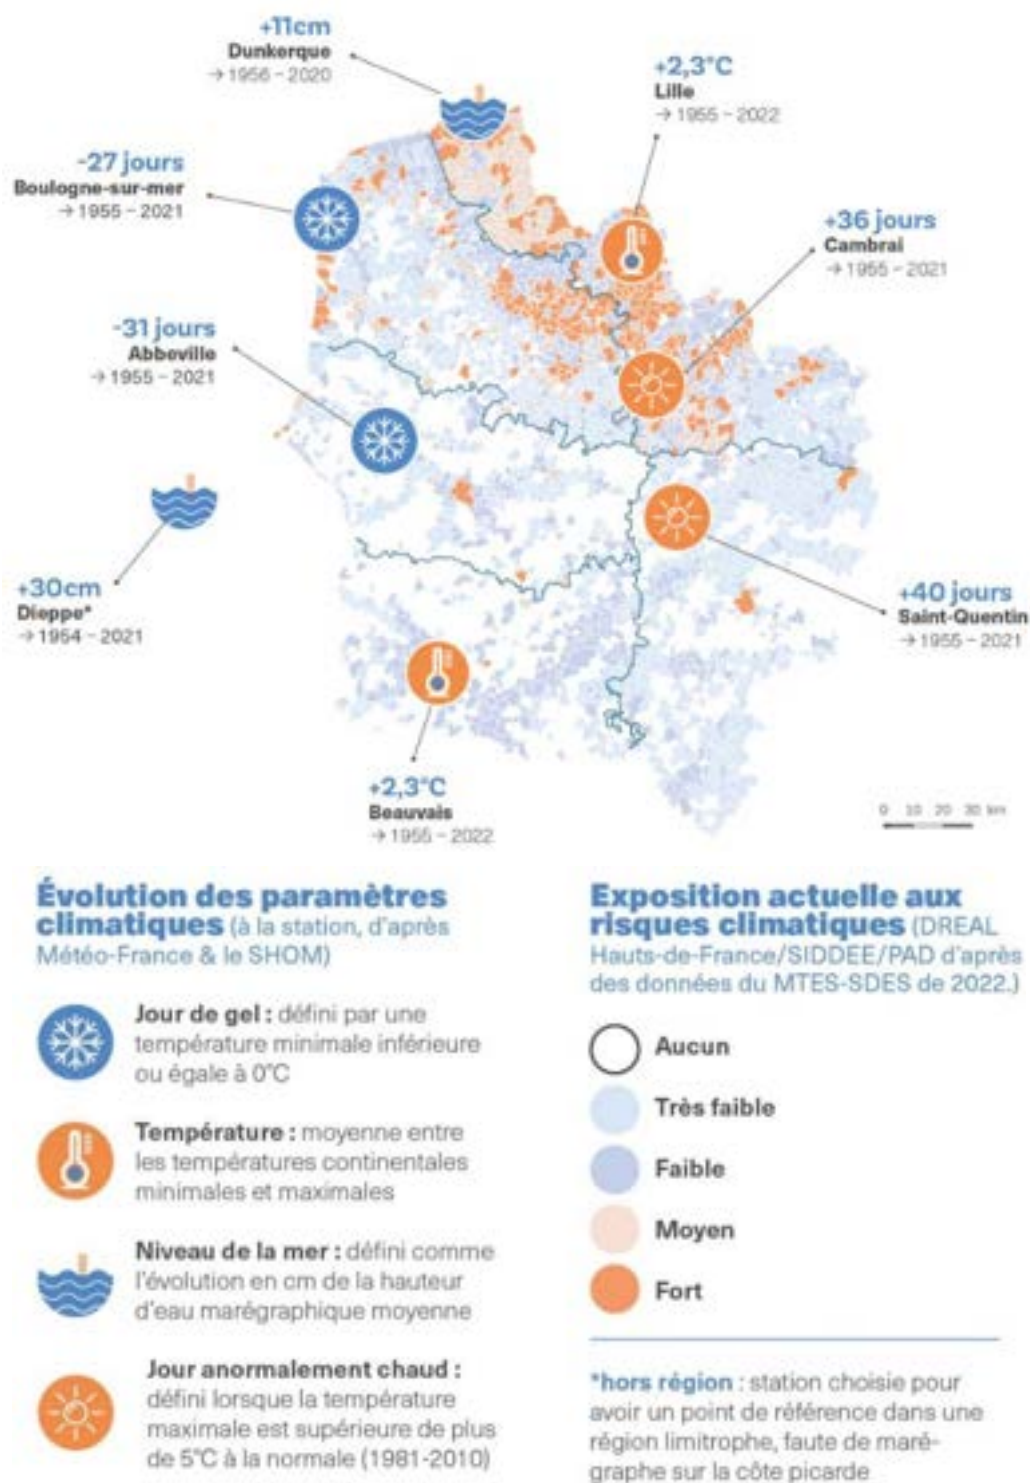 +11cm
Dunkerque
→ 1956 – 2020
+2,3°C
Lille
→ 1955 – 2022
-27 jours
Boulogne-sur-mer
→ 1955 – 2021
+36 jours
Cambrai
→ 1955 – 2021
-31 jours
Abbeville
→ 1955 – 2021
+30cm
Dieppe*
→ 1954 – 2021
+40 jours
Saint-Quentin
→ 1955 – 2021
+2,3°C
Beauvais
→ 1955 – 2022
0 10 20 30 km
Évolution des paramètres
climatiques (à la station, d'après
Météo-France & le SHOM)
Jour de gel : défini par une
température minimale inférieure
ou égale à 0°C
Température : moyenne entre
les températures continentales
minimales et maximales
Niveau de la mer : défini comme
l'évolution en cm de la hauteur
d'eau marégraphique moyenne
Jour anormalement chaud :
défini lorsque la température
maximale est supérieure de plus
de 5°C à la normale (1981-2010)
Exposition actuelle aux
risques climatiques (DREAL
Hauts-de-France/SIDDEE/PAD d'après
des données du MTES-SDES de 2022.)
Aucun
Très faible
Faible
Moyen
Fort
*hors région : station choisie pour
avoir un point de référence dans une
région limitrophe, faute de maré-
graphe sur la côte picarde